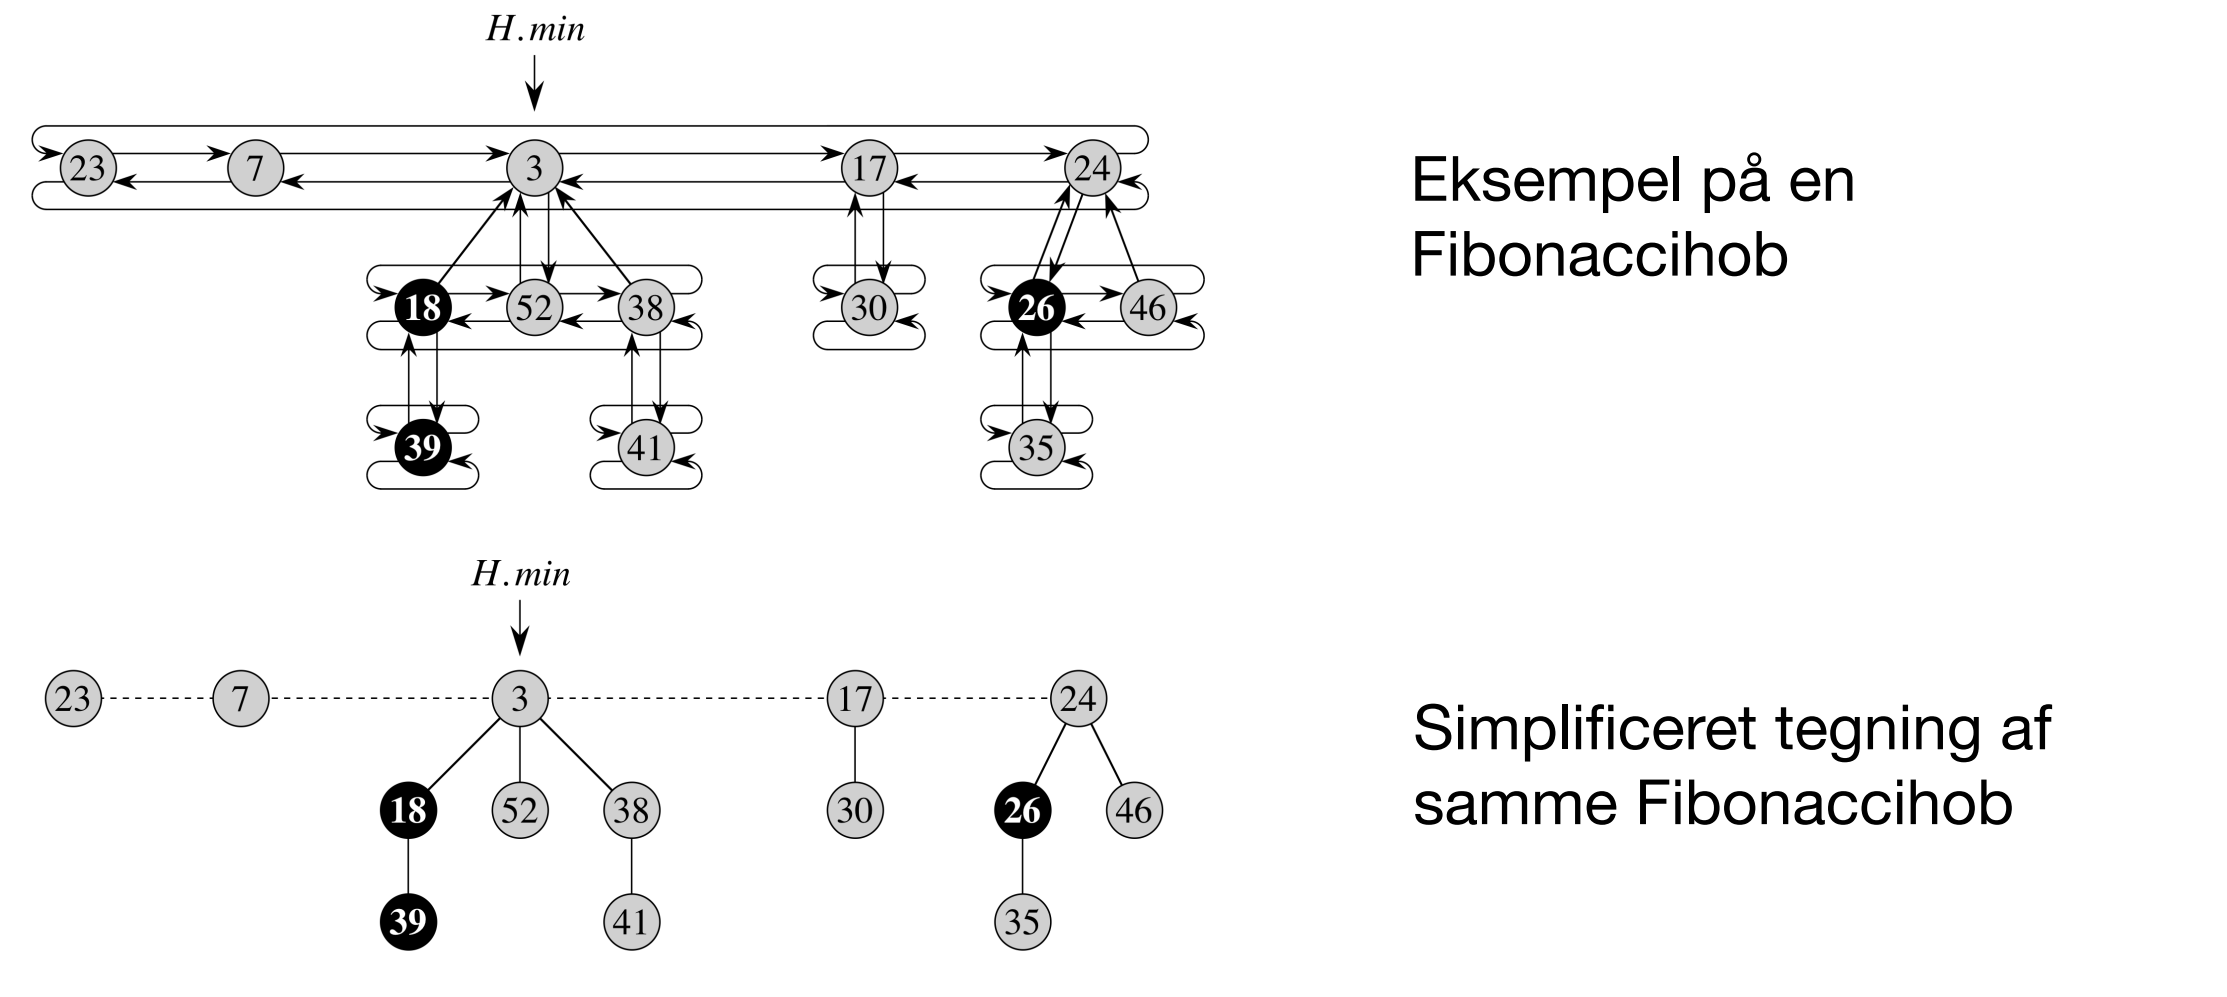 H.min
23 7 3 17 24
Eksempel på en
Fibonaccihob
18 52 38 30 26 46
39 41 35
H.min
23 7 3 17 24
Simplificeret tegning af
samme Fibonaccihob
18 52 38 30 26 46
39 41 35